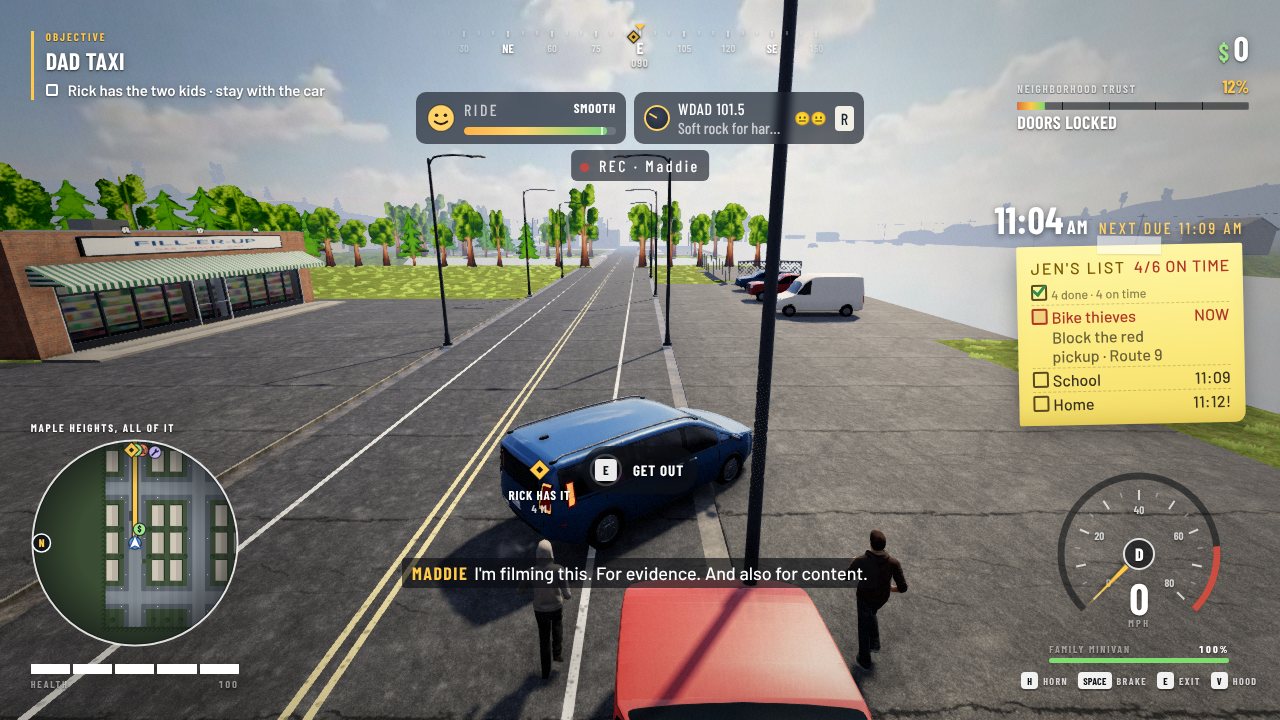 OBJECTIVE
DAD TAXI
Rick has the two kids · stay with the car
30 NE 60 75 E 105 120 SE 150
090
RIDE SMOOTH
WDAD 101.5
Soft rock for har...
R
REC · Maddie
$0
NEIGHBORHOOD TRUST 12%
DOORS LOCKED
11:04 AM NEXT DUE 11:09 AM
JEN'S LIST 4/6 ON TIME
4 done · 4 on time
Bike thieves NOW
Block the red
pickup · Route 9
School 11:09
Home 11:12!
FILL-ER-UP
MAPLE HEIGHTS, ALL OF IT
N
$
E GET OUT
RICK HAS IT
4 M
MADDIE I'm filming this. For evidence. And also for content.
0 20 40 60 80
D
0
MPH
FAMILY MINIVAN 100%
HEALTH 100
H HORN SPACE BRAKE E EXIT V HOOD